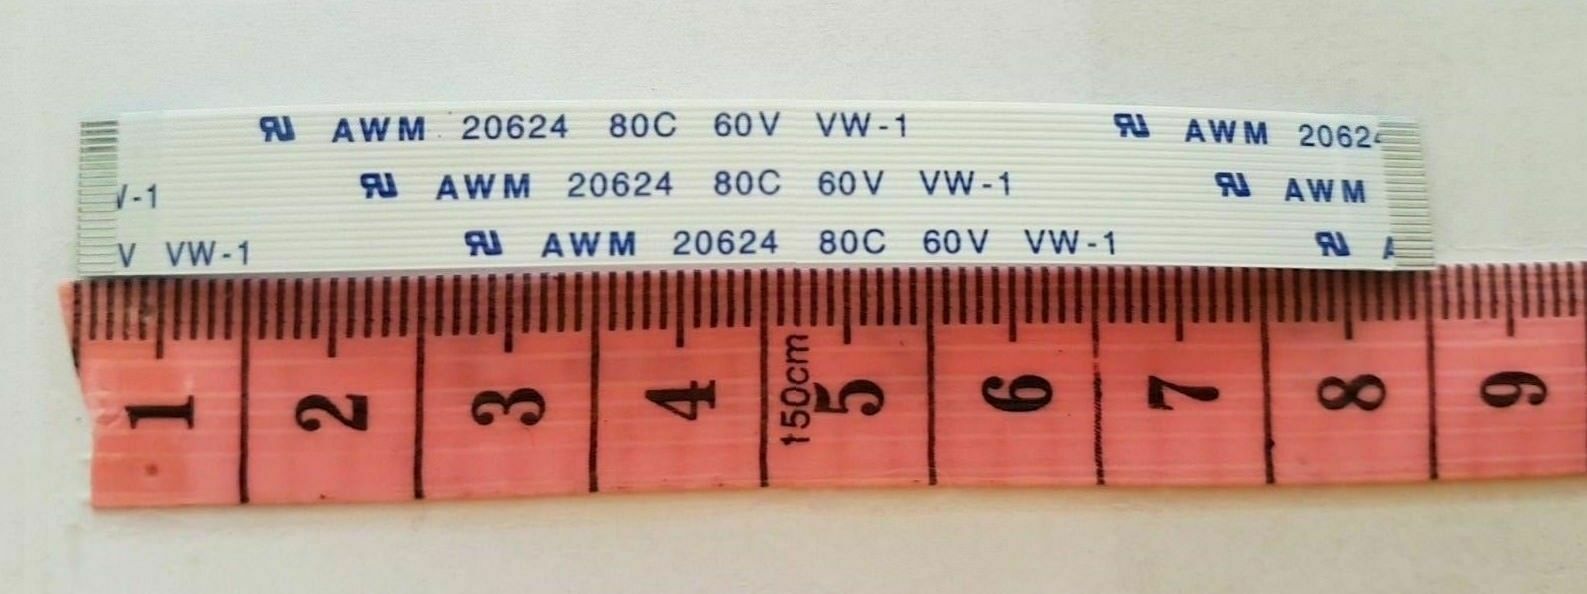 AWM 20624 80C 60V VW-1 AWM 20624
V-1 AWM 20624 80C 60V VW-1 AWM
V VW-1 AWM 20624 80C 60V VW-1 A
150cm
1 2 3 4 5 6 7 8 9